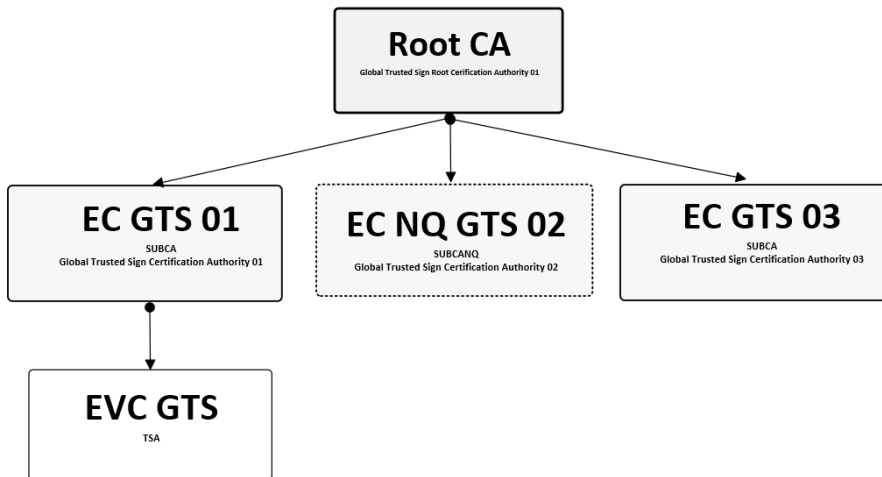 Root CA
Global Trusted Sign Root Cerification Authority 01
EC GTS 01
SUBCA
Global Trusted Sign Certification Authority 01
EC NQ GTS 02
SUBCANQ
Global Trusted Sign Certification Authority 02
EC GTS 03
SUBCA
Global Trusted Sign Certification Authority 03
EVC GTS
TSA